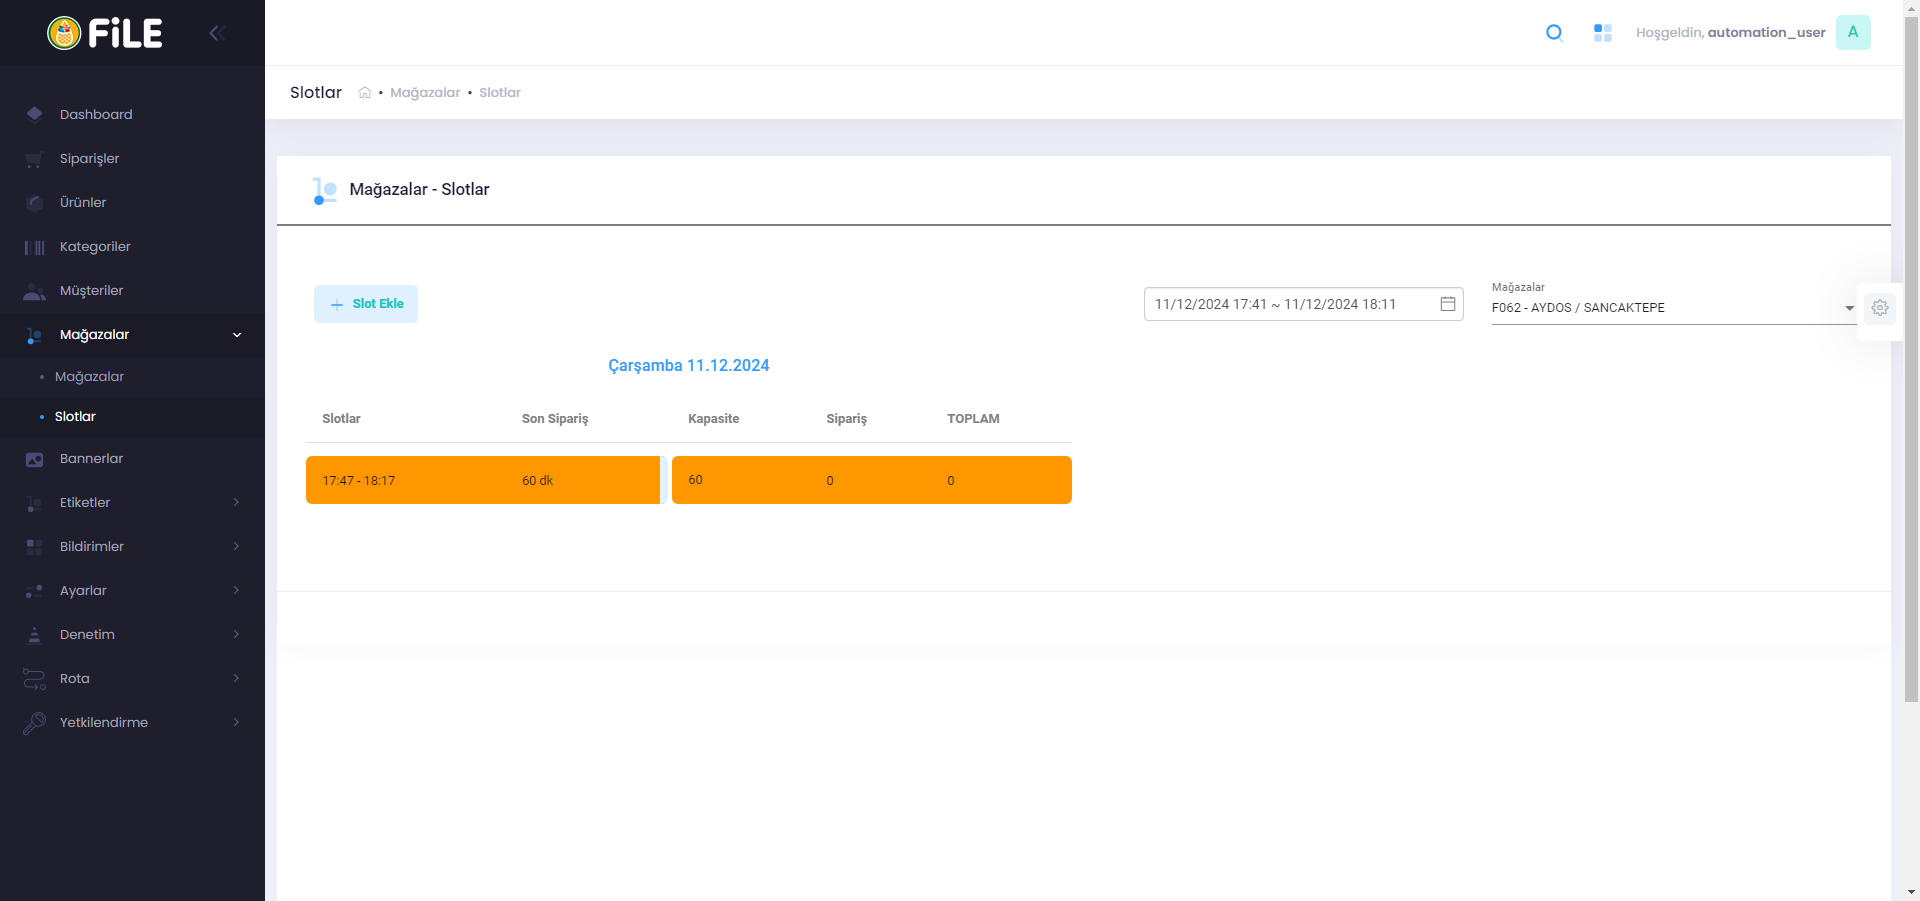 FiLE
Hoşgeldin, automation_user
A
Slotlar • Mağazalar • Slotlar
Dashboard
Siparişler
Ürünler
Kategoriler
Müşteriler
Mağazalar
Mağazalar
Slotlar
Bannerlar
Etiketler
Bildirimler
Ayarlar
Denetim
Rota
Yetkilendirme
Mağazalar - Slotlar
Slot Ekle
11/12/2024 17:41 ~ 11/12/2024 18:11
Mağazalar
F062 - AYDOS / SANCAKTEPE
Çarşamba 11.12.2024
Slotlar Son Sipariş Kapasite Sipariş TOPLAM
17:47 - 18:17 60 dk 60 0 0